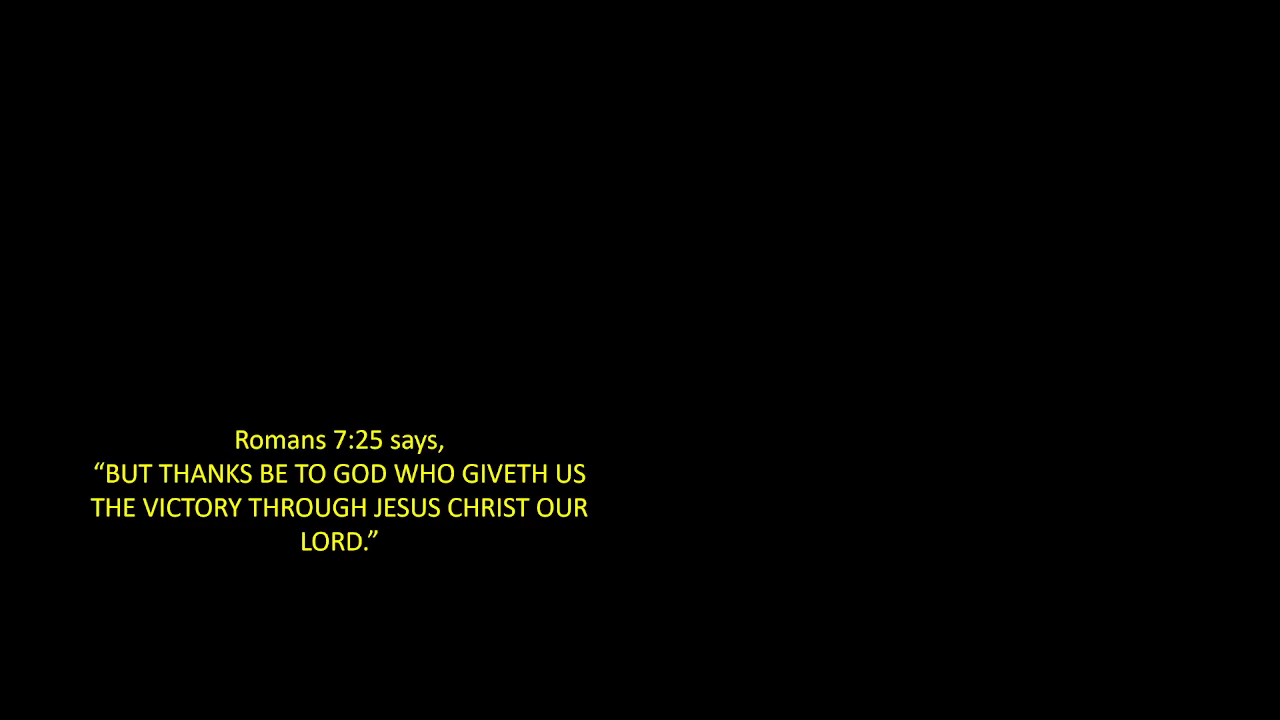 Romans 7:25 says,
“BUT THANKS BE TO GOD WHO GIVETH US
THE VICTORY THROUGH JESUS CHRIST OUR
LORD.”